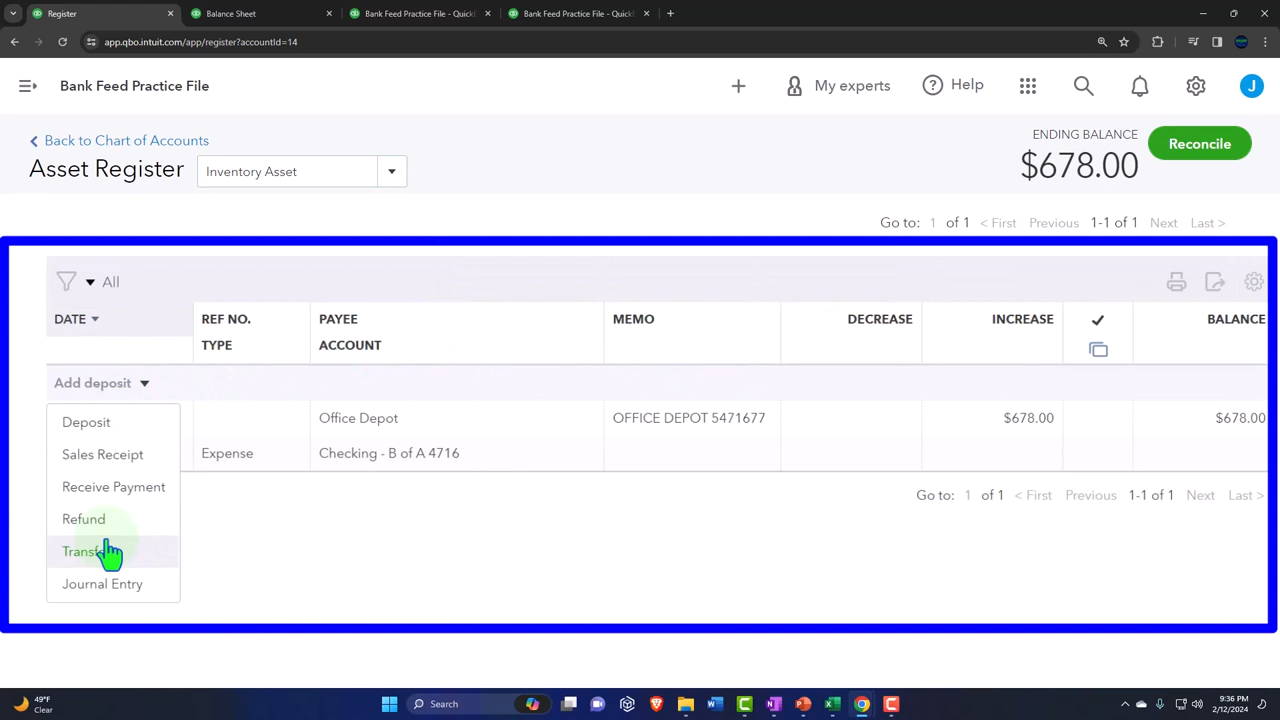 Register
Balance Sheet
Bank Feed Practice File - Quickf
Bank Feed Practice File - Quickf
app.qbo.intuit.com/app/register?accountId=14
Bank Feed Practice File
My experts
Help
J
Back to Chart of Accounts
Asset Register
Inventory Asset
ENDING BALANCE
$678.00
Reconcile
Go to: 1 of 1 < First Previous 1-1 of 1 Next Last >
All
DATE REF NO. PAYEE MEMO DECREASE INCREASE BALANCE
TYPE ACCOUNT
Add deposit
Office Depot OFFICE DEPOT 5471677 $678.00 $678.00
Expense Checking - B of A 4716
Deposit
Sales Receipt
Receive Payment
Refund
Journal Entry
Go to: 1 of 1 < First Previous 1-1 of 1 Next Last >
49°F
Clear
Search
9:36 PM
2/12/2024